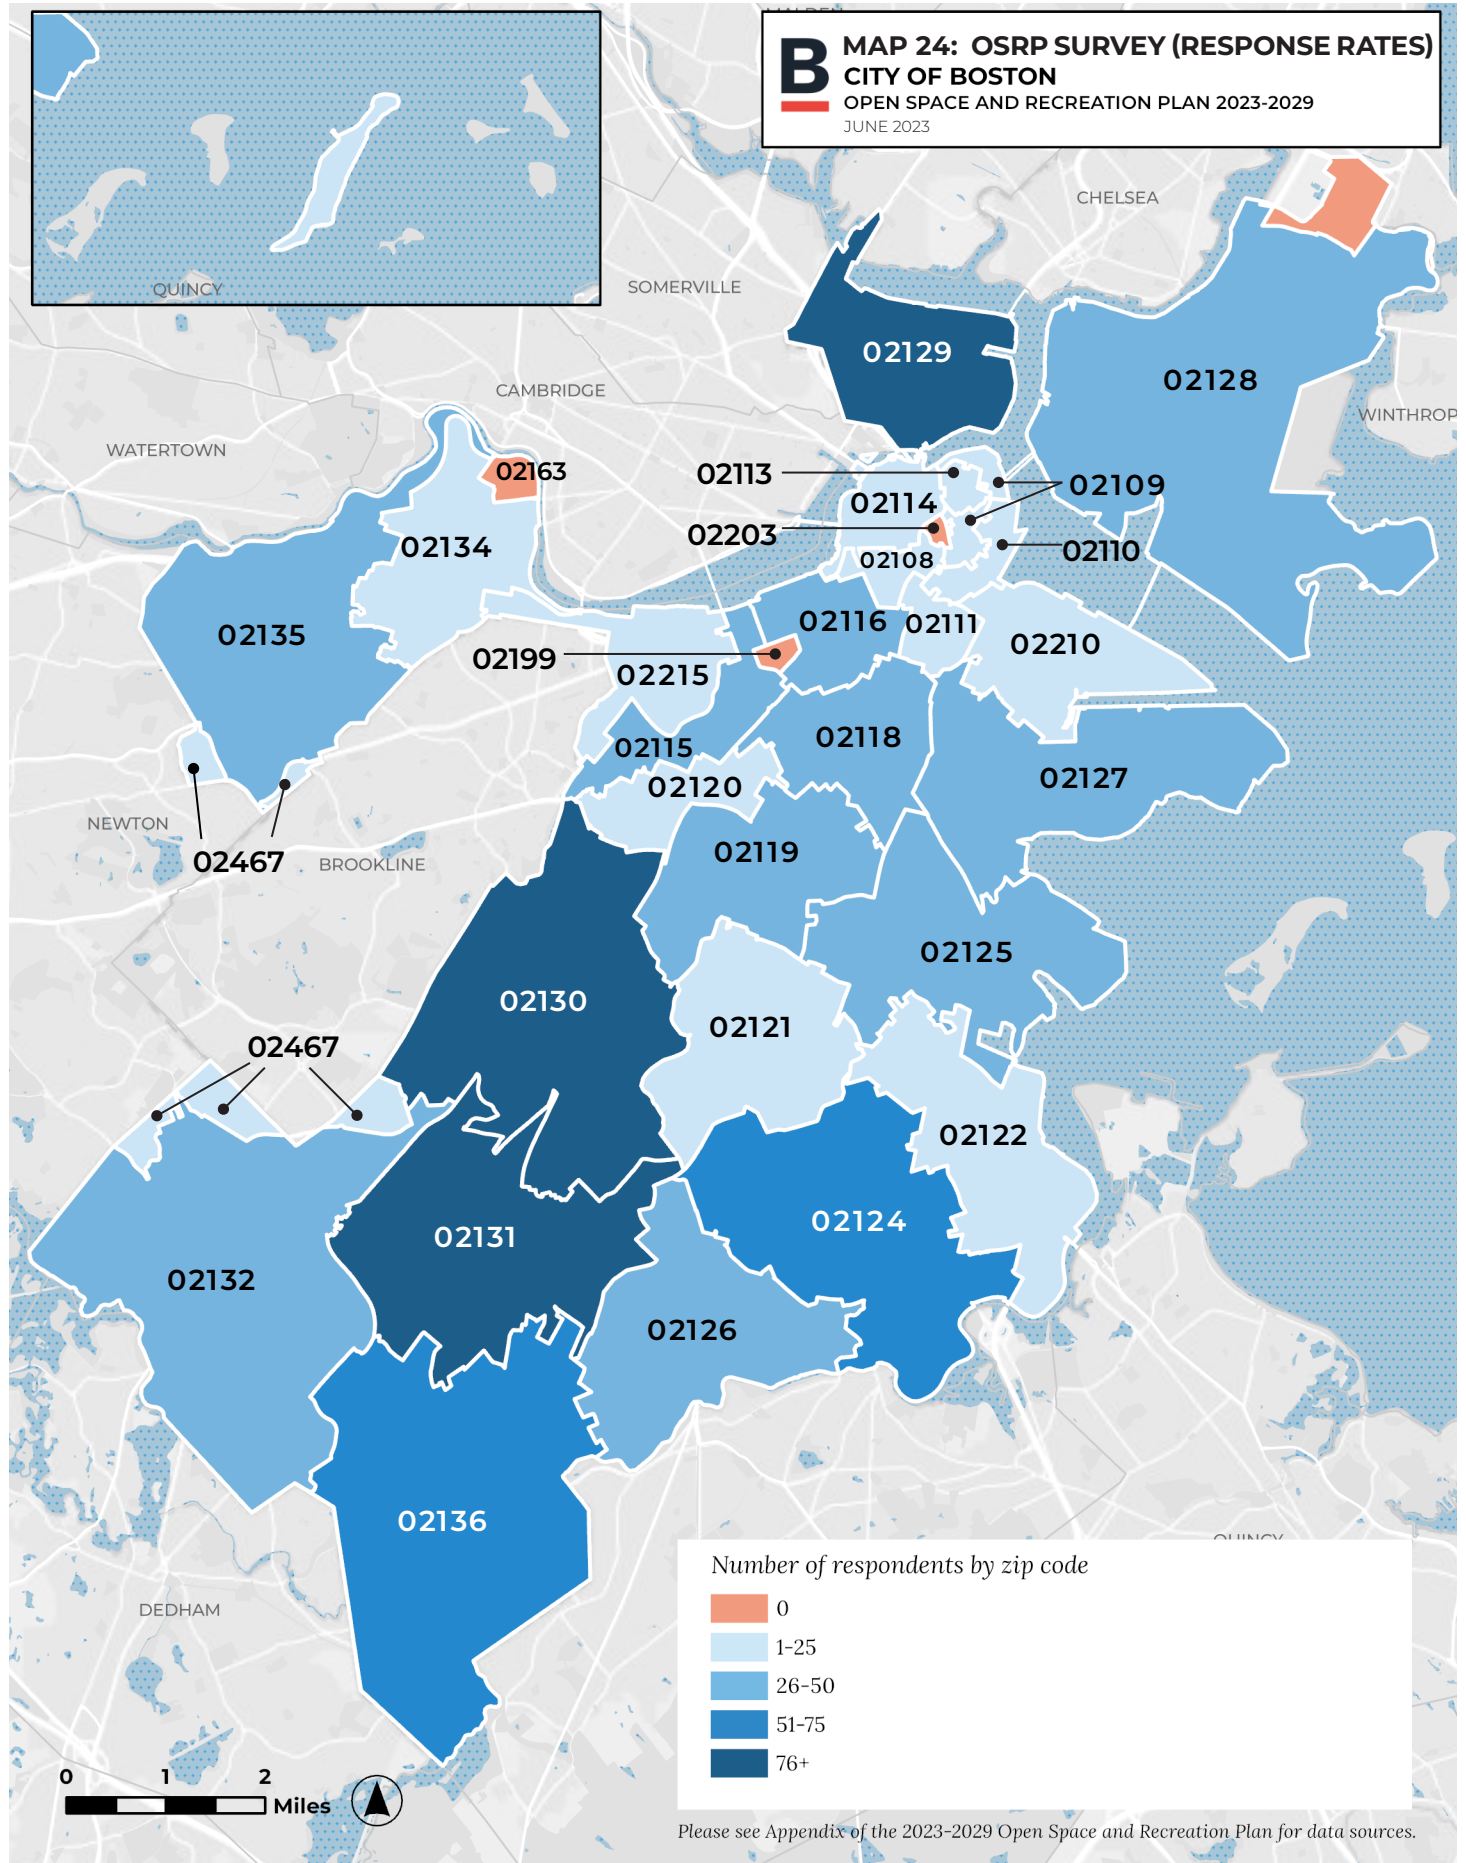 MAP 24: OSRP SURVEY (RESPONSE RATES)
B
CITY OF BOSTON
OPEN SPACE AND RECREATION PLAN 2023-2029
JUNE 2023
CHELSEA
QUINCY
SOMERVILLE
02129
02128
CAMBRIDGE
WINTHROP
WATERTOWN
02163
02113
02109
02114
02203
02134
02110
02108
02135
02116
02111
02210
02199
02215
02118
02115
02127
02120
NEWTON
02119
02467
BROOKLINE
02125
02130
02121
02467
02122
02124
02131
02132
02126
02136
DEDHAM
Number of respondents by zip code
0
1-25
26-50
51-75
76+
0 1 2
Miles
Please see Appendix of the 2023-2029 Open Space and Recreation Plan for data sources.